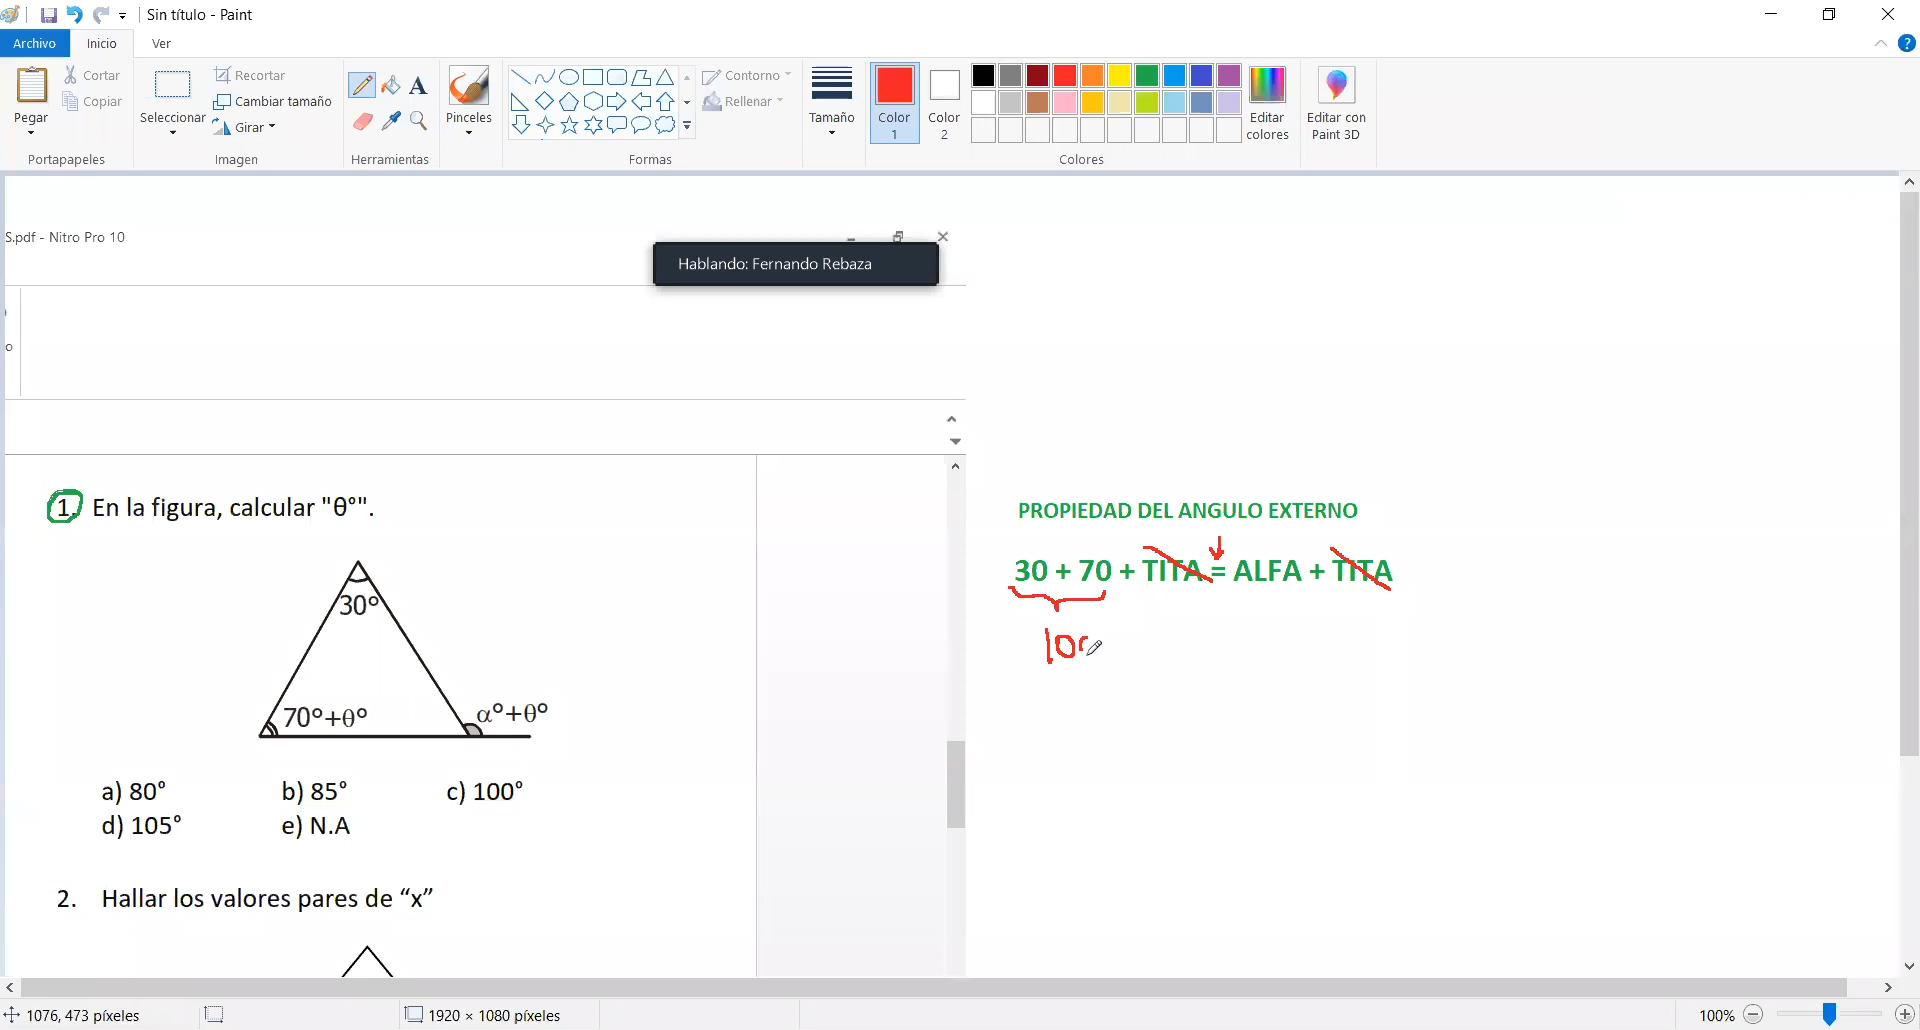 Sin título - Paint
Archivo Inicio Ver
Pegar
Cortar
Copiar
Portapapeles
Seleccionar
Recortar
Cambiar tamaño
Girar
Imagen
A
Herramientas
Pinceles
Contorno
Rellenar
Formas
Tamaño
Color 1
Color 2
Editar colores
Editar con Paint 3D
Colores
S.pdf - Nitro Pro 10
Hablando: Fernando Rebaza
o
1. En la figura, calcular "θ°".
30°
70°+θ°
α°+θ°
a) 80° b) 85° c) 100°
d) 105° e) N.A
2. Hallar los valores pares de “x”
PROPIEDAD DEL ANGULO EXTERNO
30 + 70 + TITA = ALFA + TITA
1076, 473 píxeles
1920 × 1080 píxeles
100%